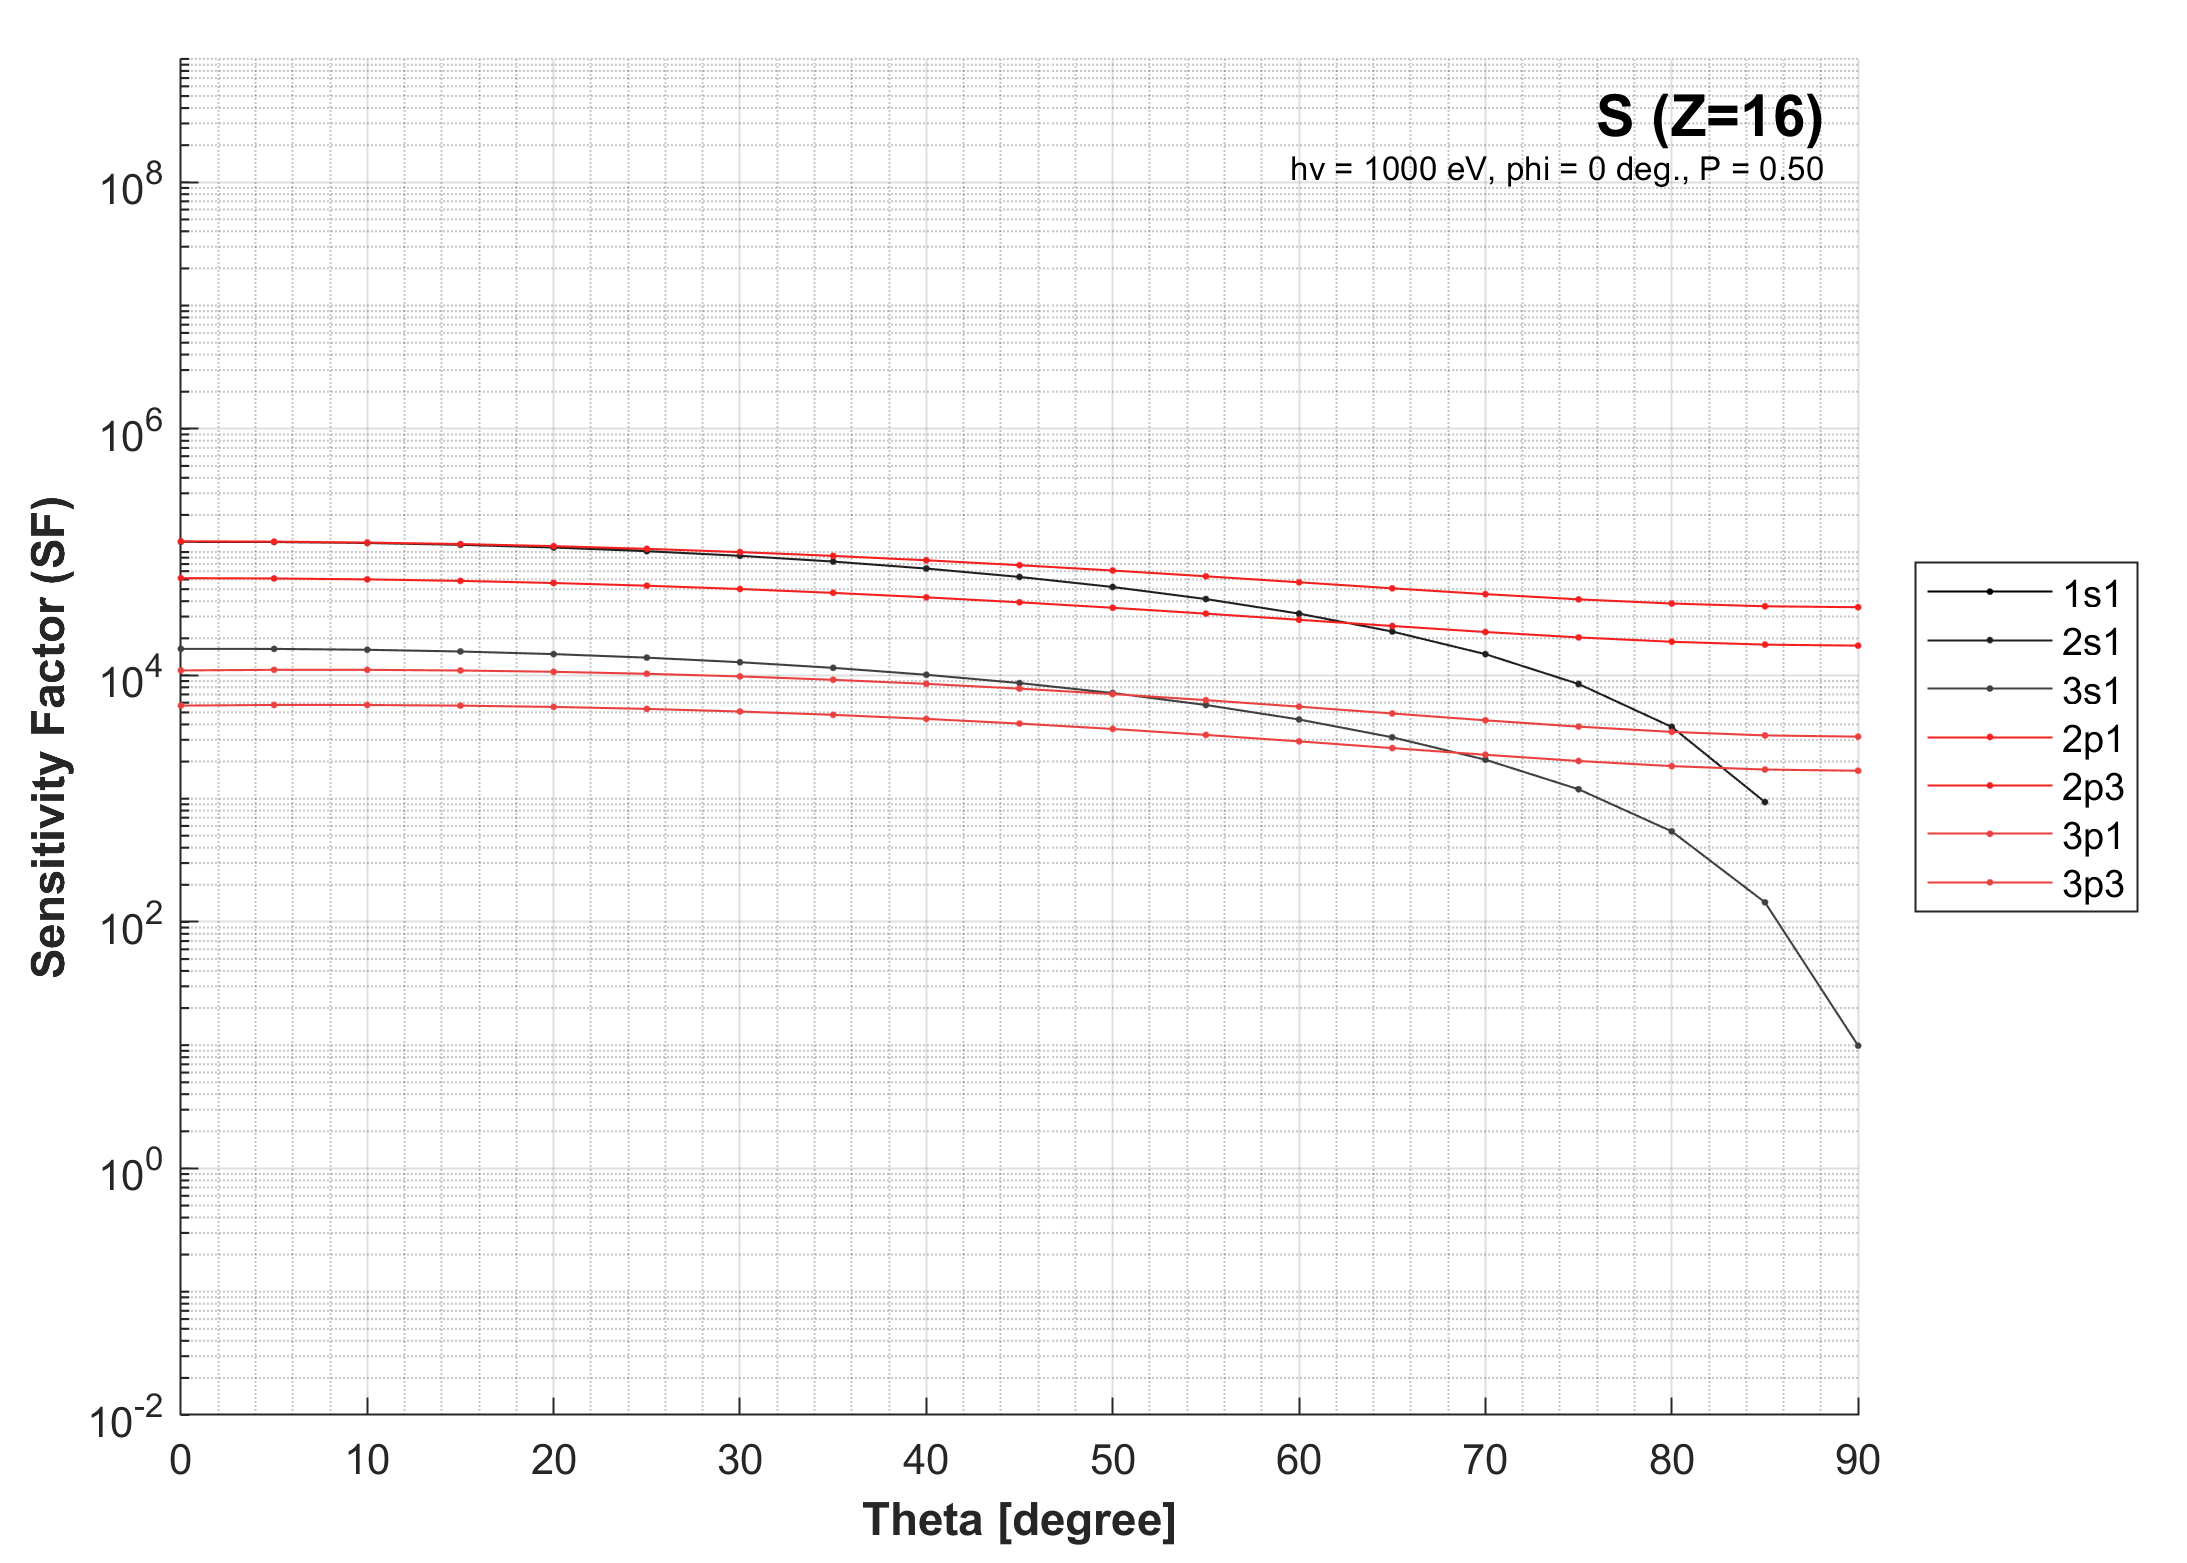 S (Z=16)
hv = 1000 eV, phi = 0 deg., P = 0.50
10^8
10^6
10^4
10^2
10^0
10^-2
Sensitivity Factor (SF)
0 10 20 30 40 50 60 70 80 90
Theta [degree]
1s1
2s1
3s1
2p1
2p3
3p1
3p3